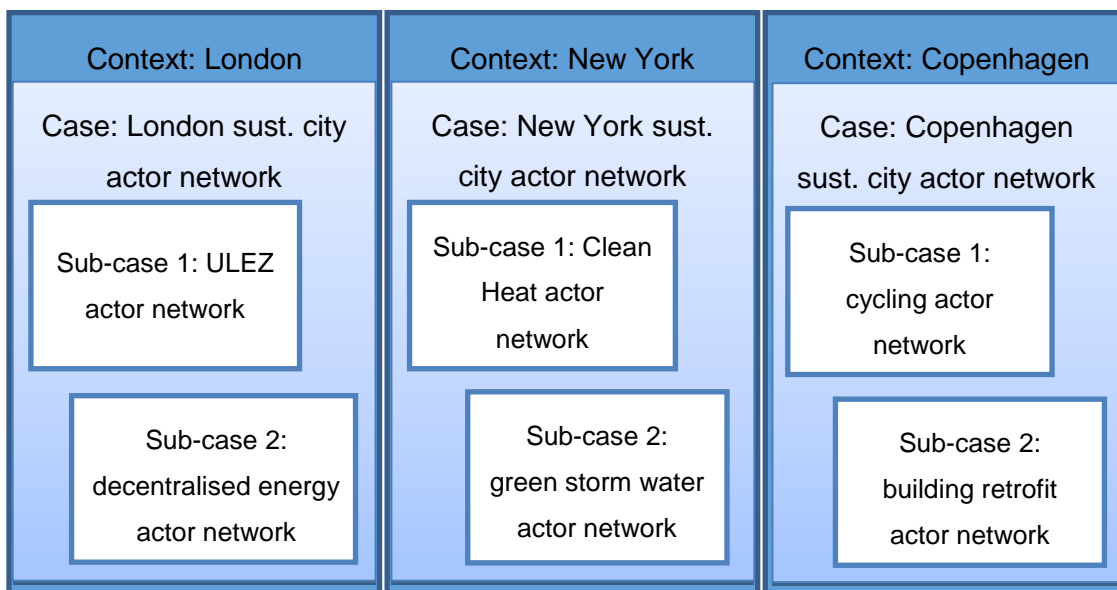 Context: London
Case: London sust. city
actor network
Sub-case 1: ULEZ
actor network
Sub-case 2:
decentralised energy
actor network
Context: New York
Case: New York sust.
city actor network
Sub-case 1: Clean
Heat actor
network
Sub-case 2:
green storm water
actor network
Context: Copenhagen
Case: Copenhagen
sust. city actor network
Sub-case 1:
cycling actor
network
Sub-case 2:
building retrofit
actor network